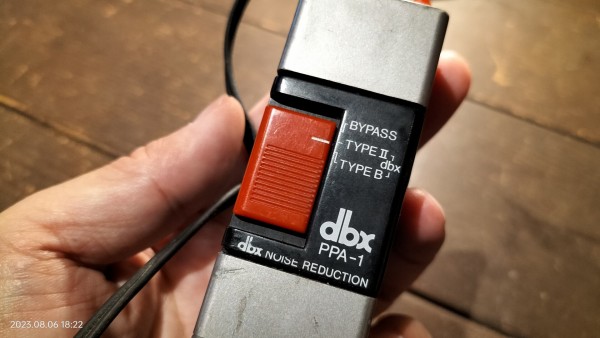 BYPASS
TYPE II
dbx
TYPE B
dbx
PPA-1
dbx NOISE REDUCTION
2023.08.06 18:22